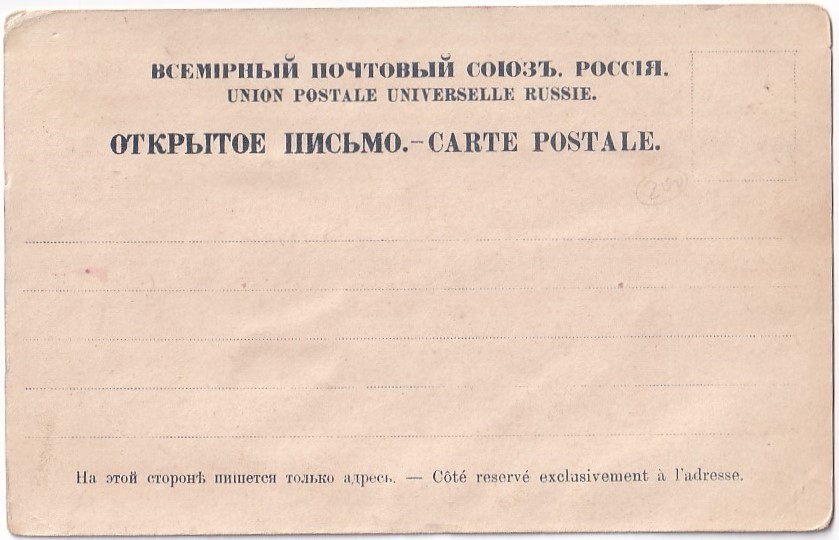 ВСЕМІРНЫЙ ПОЧТОВЫЙ СОЮЗЪ. РОССІЯ.
UNION POSTALE UNIVERSELLE RUSSIE.
ОТКРЫТОЕ ПИСЬМО.-CARTE POSTALE.
На этой сторонѣ пишется только адресъ. — Côté reservé exclusivement à l'adresse.